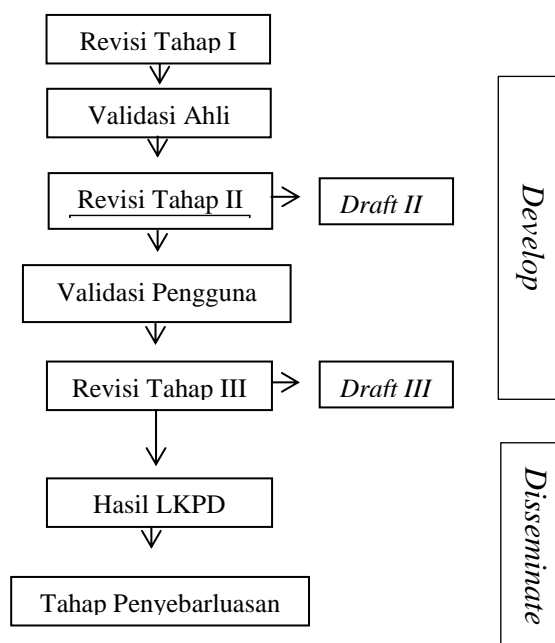 Revisi Tahap I
Validasi Ahli
Revisi Tahap II
Draft II
Validasi Pengguna
Revisi Tahap III
Draft III
Develop
Hasil LKPD
Tahap Penyebarluasan
Disseminate